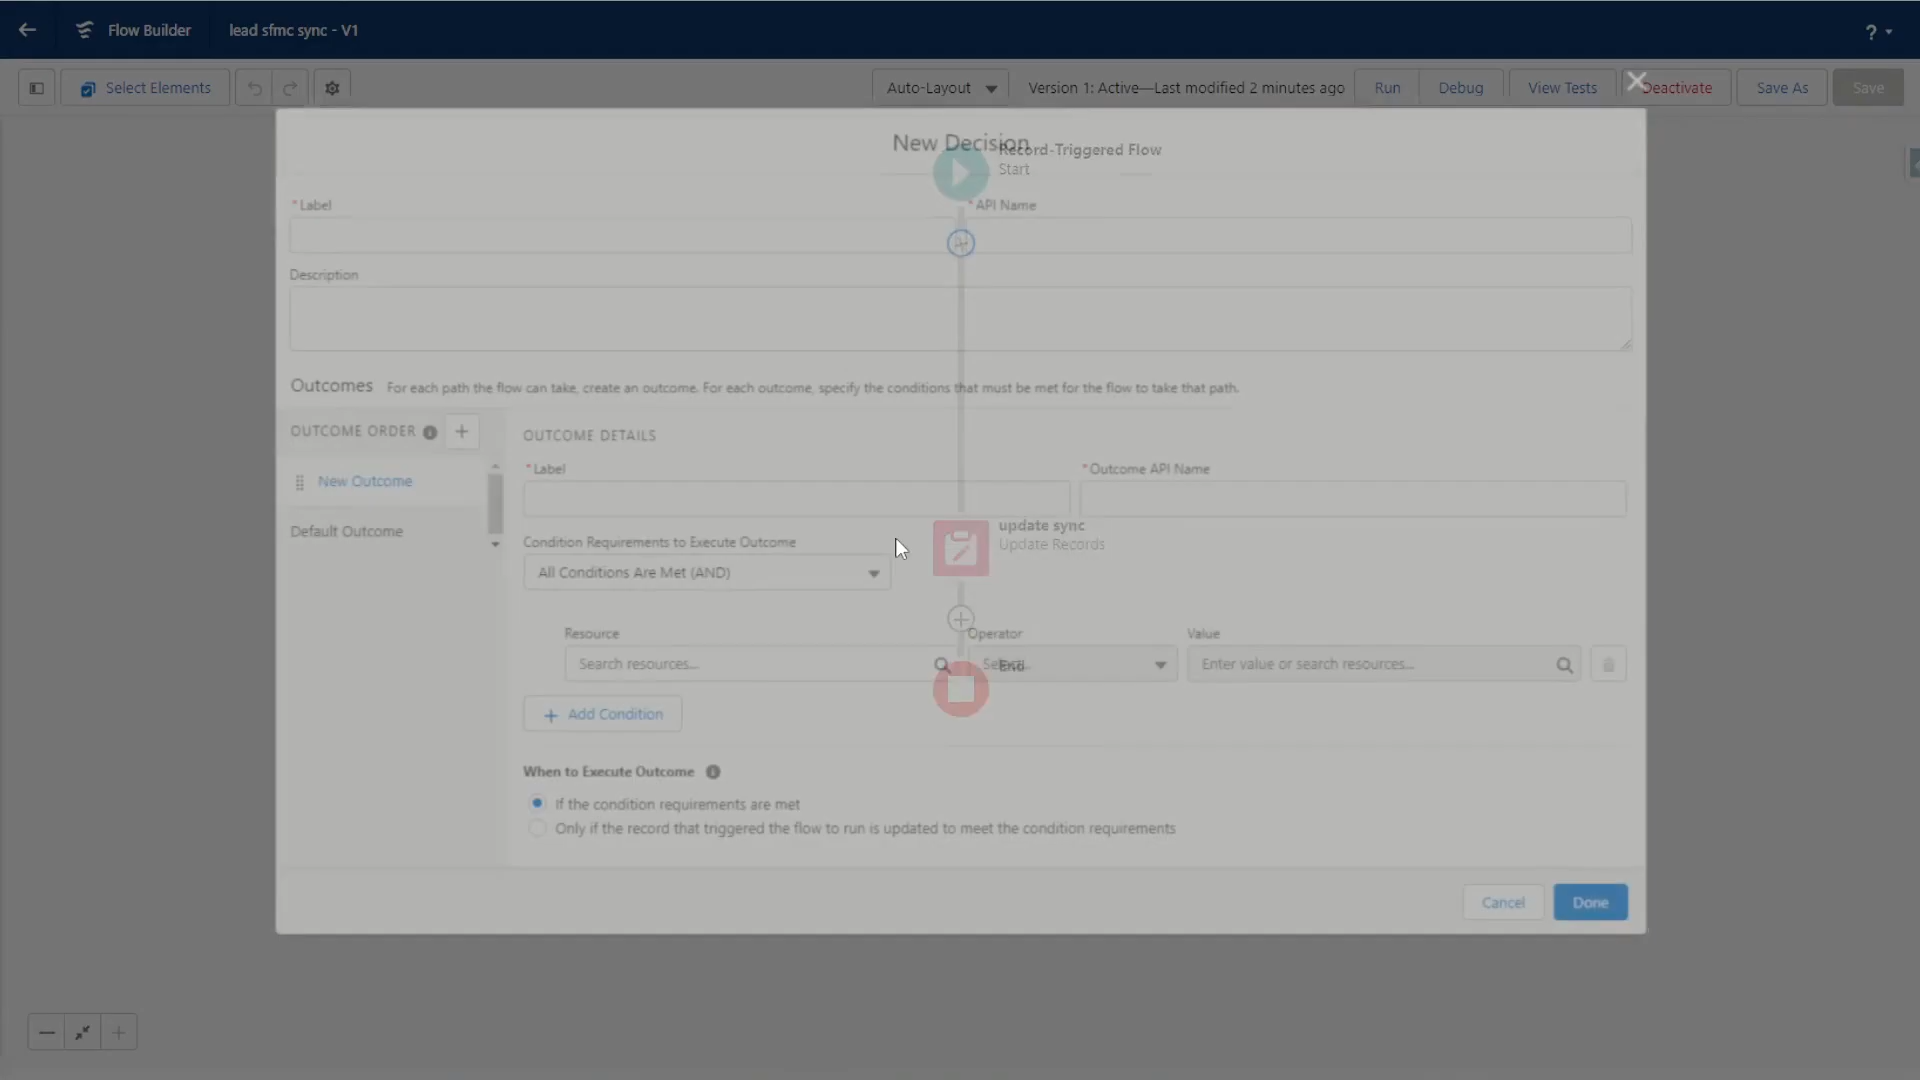 Flow Builder lead sfmc sync - V1 ?
Select Elements Auto-Layout Version 1: Active—Last modified 2 minutes ago Run Debug View Tests Deactivate Save As Save
New Decision
Record-Triggered Flow
Start
* Label * API Name
Description
Outcomes For each path the flow can take, create an outcome. For each outcome, specify the conditions that must be met for the flow to take that path.
OUTCOME ORDER OUTCOME DETAILS
* Label * Outcome API Name
New Outcome
update sync
Update Records
Default Outcome
Condition Requirements to Execute Outcome
All Conditions Are Met (AND)
Resource Operator Value
Search resources... End Enter value or search resources...
Add Condition
When to Execute Outcome
If the condition requirements are met
Only if the record that triggered the flow to run is updated to meet the condition requirements
Cancel Done